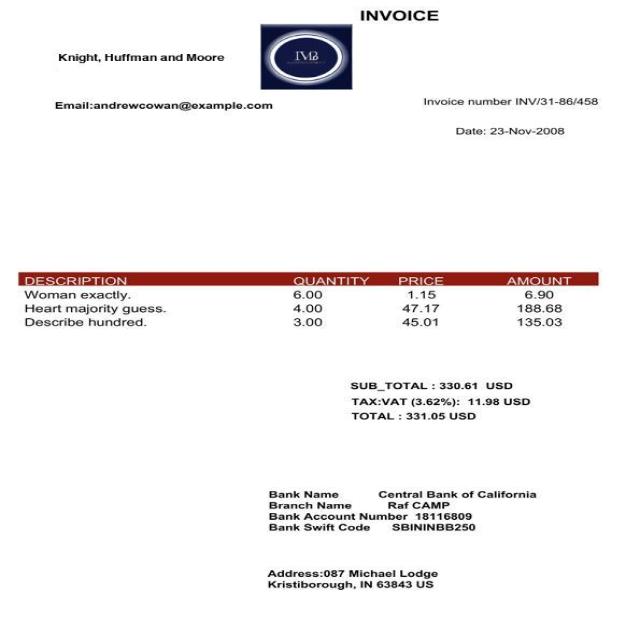 INVOICE
Knight, Huffman and Moore
IMB
Email:andrewcowan@example.com
Invoice number INV/31-86/458
Date: 23-Nov-2008
DESCRIPTION QUANTITY PRICE AMOUNT
Woman exactly. 6.00 1.15 6.90
Heart majority guess. 4.00 47.17 188.68
Describe hundred. 3.00 45.01 135.03
SUB_TOTAL : 330.61 USD
TAX:VAT (3.62%): 11.98 USD
TOTAL : 331.05 USD
Bank Name Central Bank of California
Branch Name Raf CAMP
Bank Account Number 18116809
Bank Swift Code SBININBB250
Address:087 Michael Lodge
Kristiborough, IN 63843 US